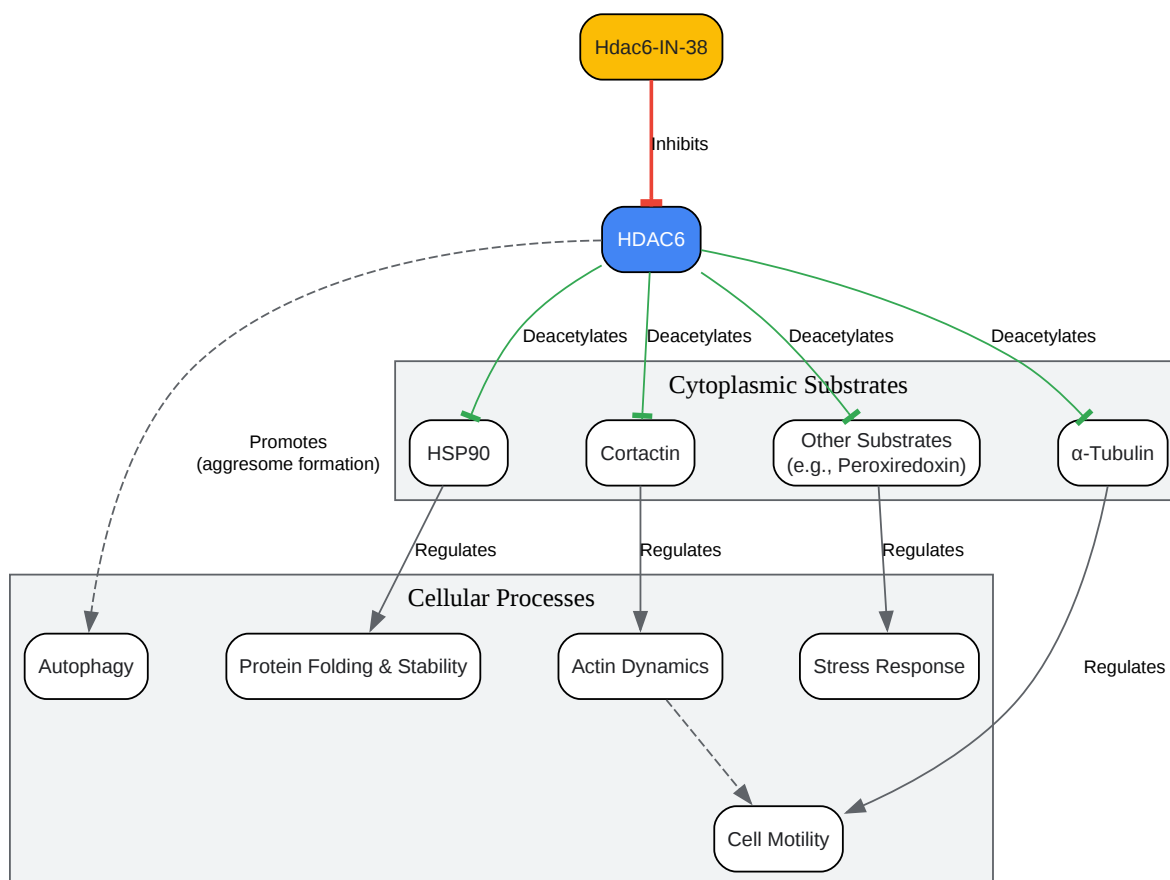 Hdac6-IN-38
Inhibits
HDAC6
Deacetylates
Deacetylates
Deacetylates
Deacetylates
Cytoplasmic Substrates
Promotes
(aggresome formation)
HSP90
Cortactin
Other Substrates
(e.g., Peroxiredoxin)
α-Tubulin
Regulates
Regulates
Regulates
Cellular Processes
Autophagy
Protein Folding & Stability
Actin Dynamics
Stress Response
Regulates
Cell Motility